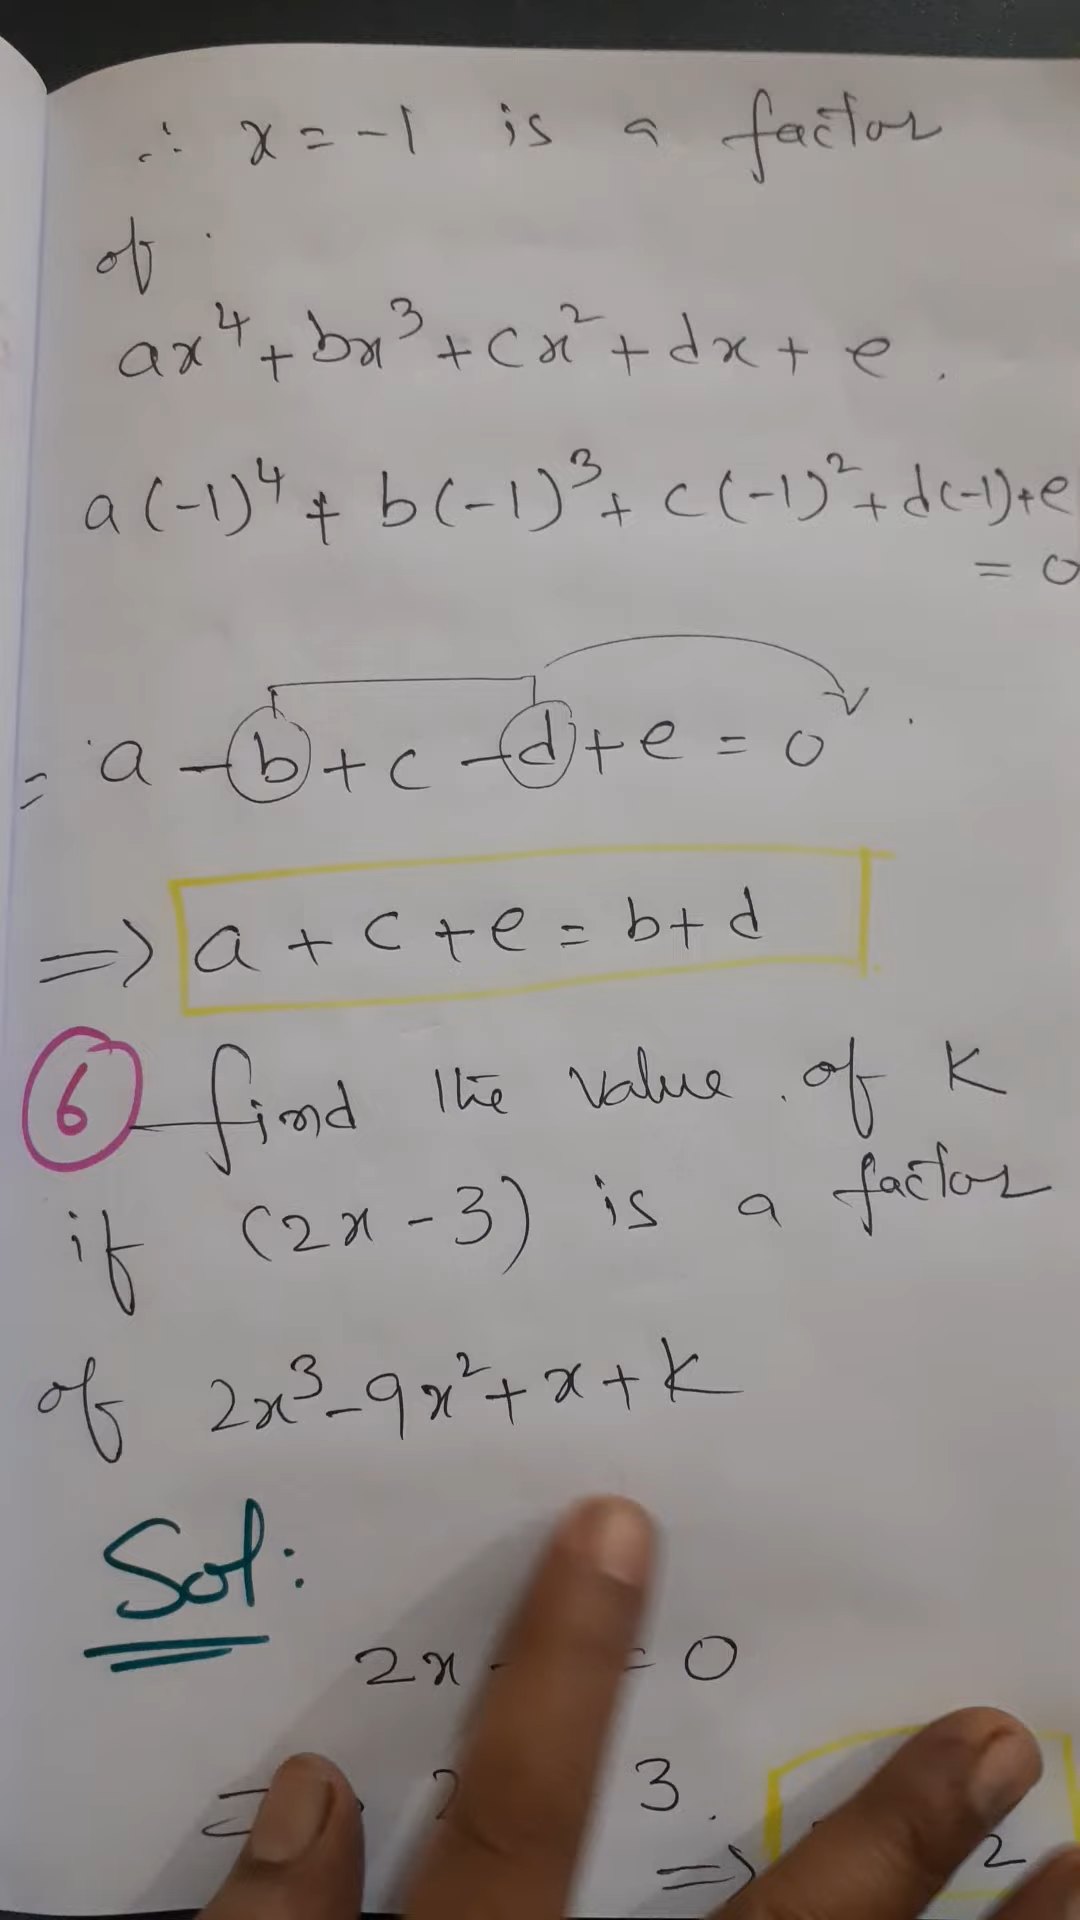 ∴ x = -1 is a factor
of
ax⁴ + bx³ + cx² + dx + e.
a(-1)⁴ + b(-1)³ + c(-1)² + d(-1) + e
= 0
= a - b + c - d + e = 0
=> a + c + e = b + d
6 find the value of K
if (2x - 3) is a factor
of 2x³ - 9x² + x + K
Sol:
2x - = 0
=> 2 3.
=> 2